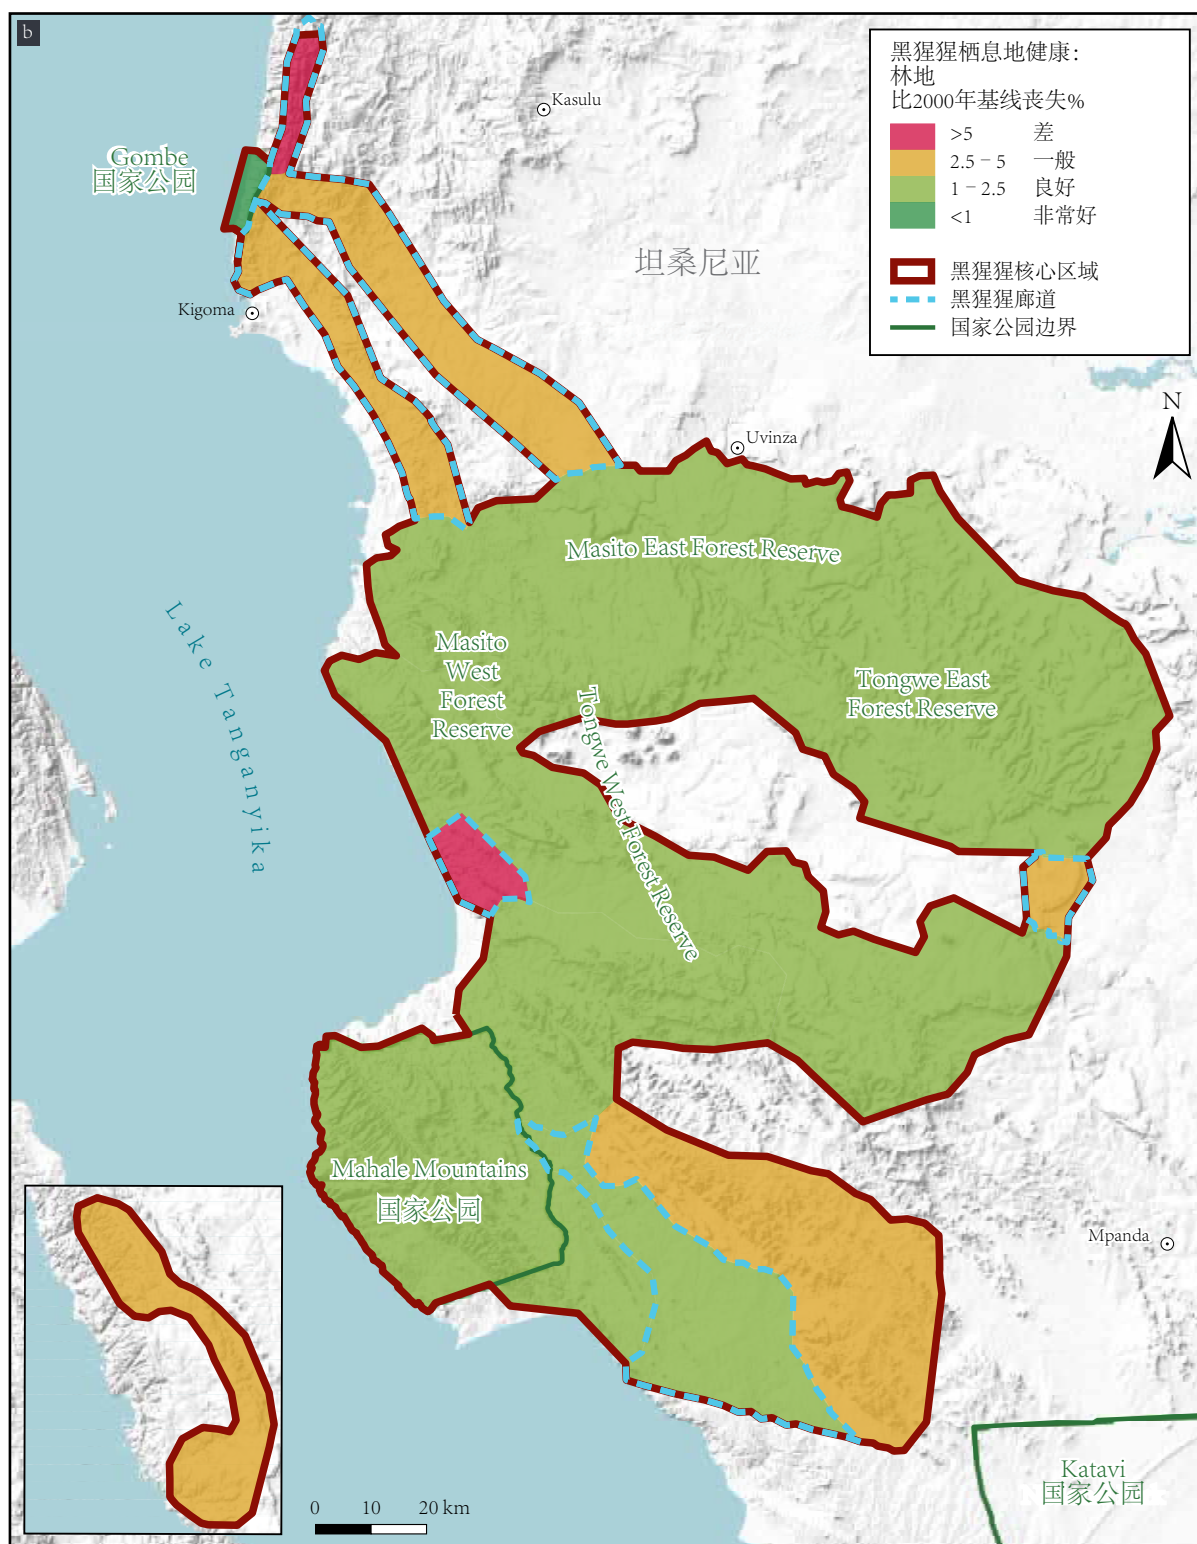 b
黑猩猩栖息地健康:
林地
比2000年基线丧失%
>5 差
2.5 – 5 一般
1 – 2.5 良好
<1 非常好
黑猩猩核心区域
黑猩猩廊道
国家公园边界
Kasulu
Gombe
国家公园
坦桑尼亚
Kigoma
N
Uvinza
Masito East Forest Reserve
Lake Tanganyika
Masito
West
Forest
Reserve
Tongwe East
Forest Reserve
Tongwe West Forest Reserve
Mahale Mountains
国家公园
Mpanda
Katavi
国家公园
0 10 20 km